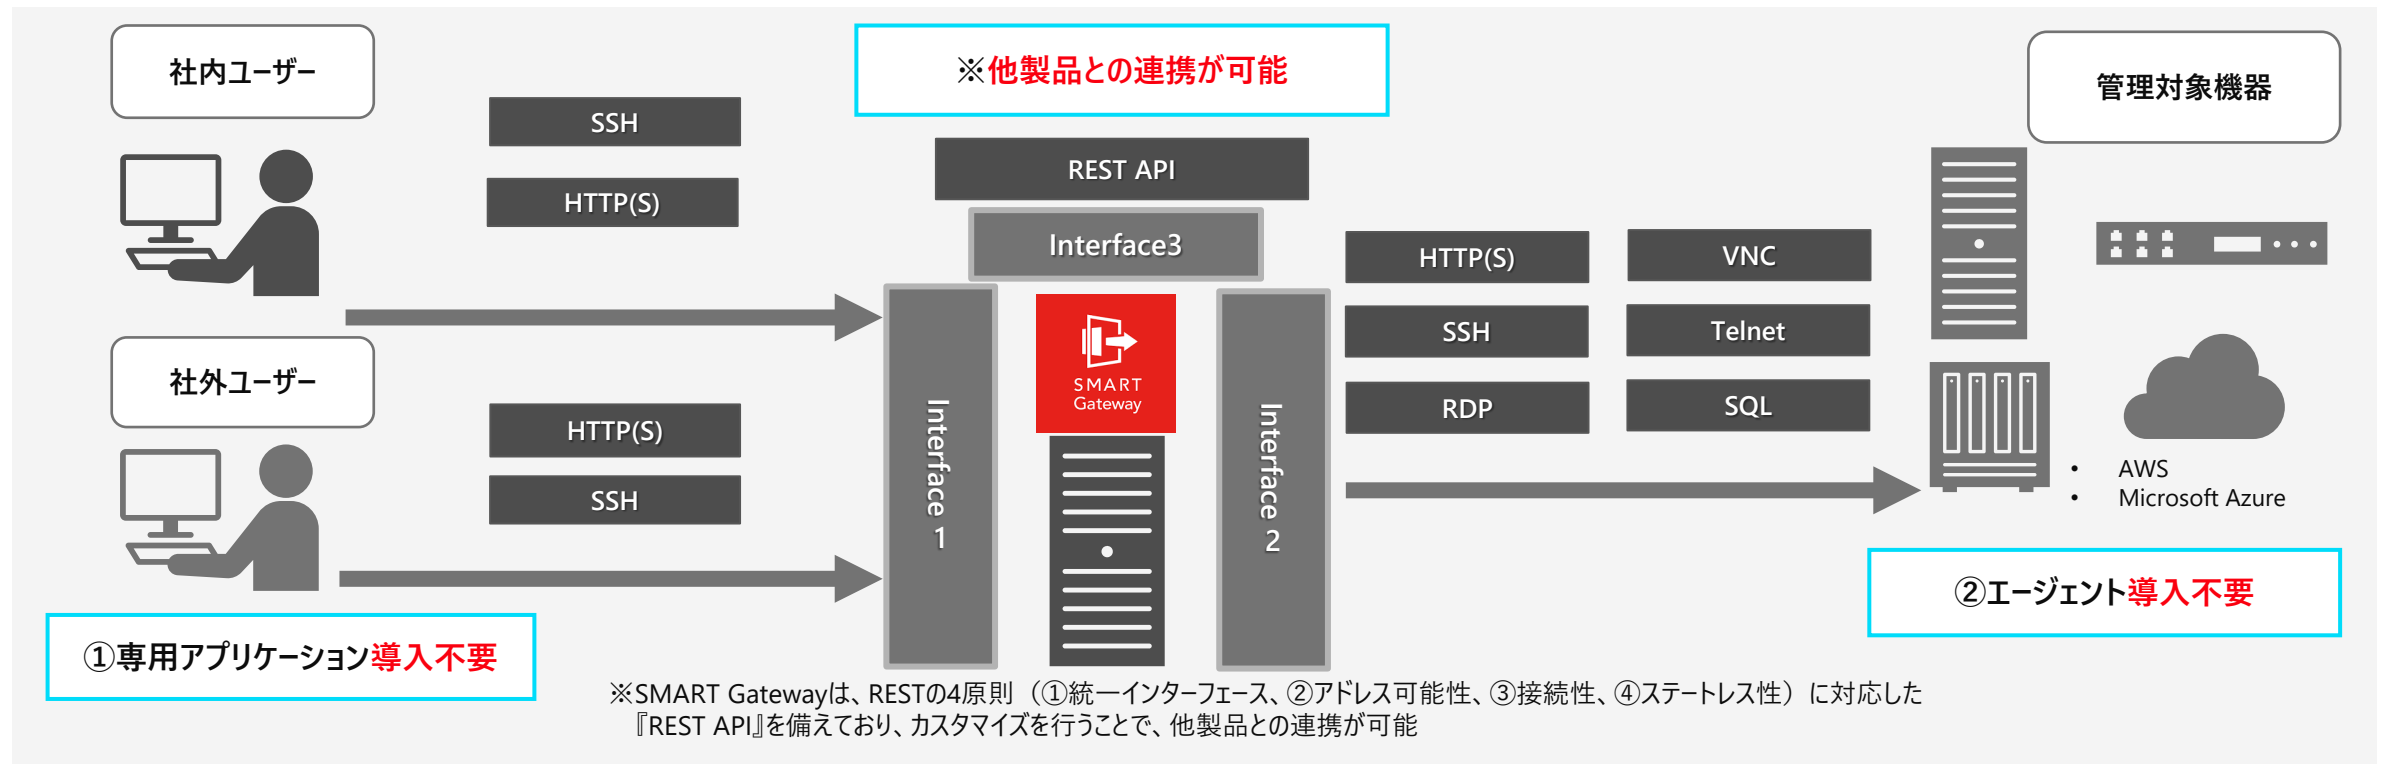 社内ユーザー
SSH
HTTP(S)
社外ユーザー
HTTP(S)
SSH
①専用アプリケーション導入不要
※他製品との連携が可能
REST API
Interface3
Interface 1
SMART
Gateway
Interface 2
HTTP(S)
VNC
SSH
Telnet
RDP
SQL
管理対象機器
• AWS
• Microsoft Azure
②エージェント導入不要
※SMART Gatewayは、RESTの4原則（①統一インターフェース、②アドレス可能性、③接続性、④ステートレス性）に対応した
『REST API』を備えており、カスタマイズを行うことで、他製品との連携が可能